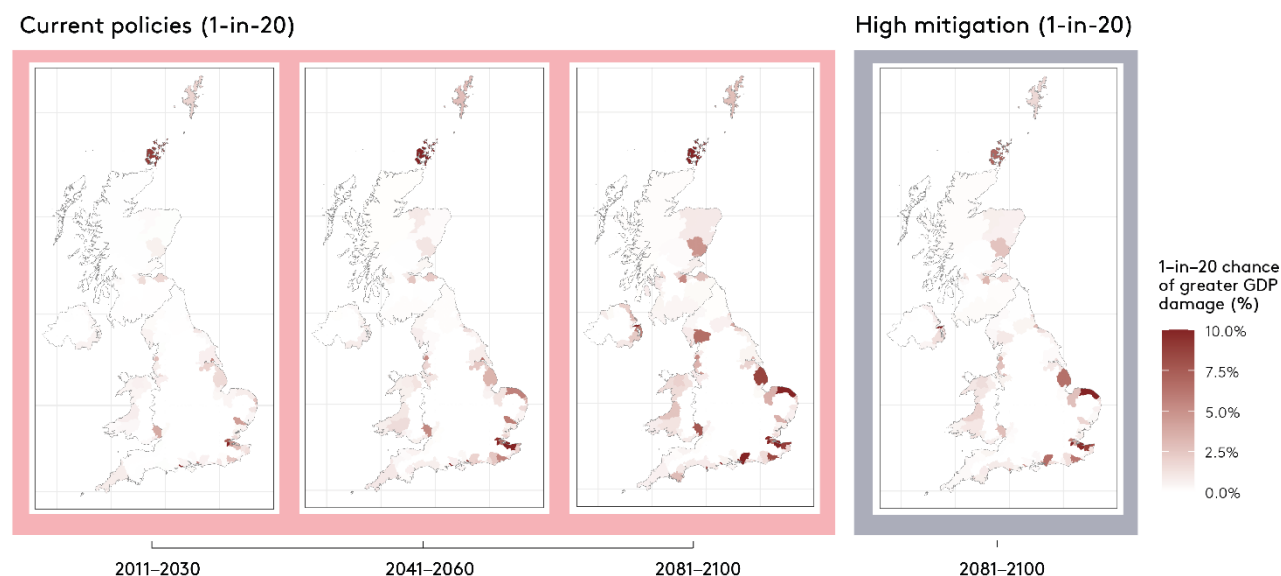 Current policies (1-in-20)
High mitigation (1-in-20)
1–in–20 chance
of greater GDP
damage (%)
10.0%
7.5%
5.0%
2.5%
0.0%
2011–2030
2041–2060
2081–2100
2081–2100